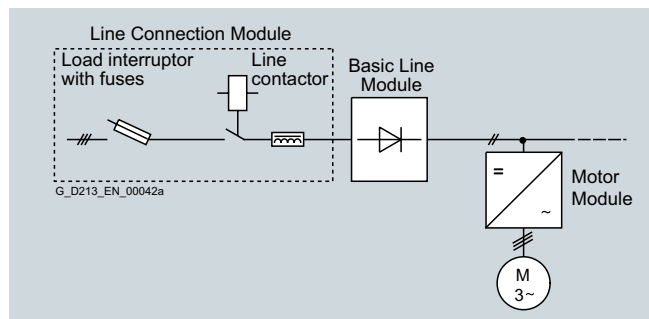 Line Connection Module
Load interruptor
with fuses
Line
contactor
Basic Line
Module
G_D213_EN_00042a
=
~
Motor
Module
M
3~